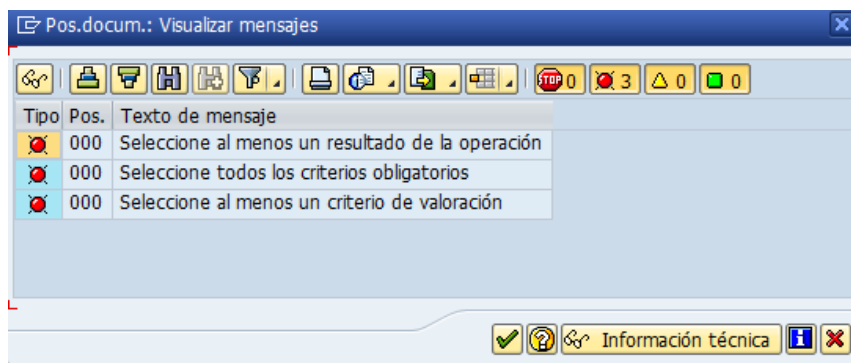 Pos.docum.: Visualizar mensajes
STOP 0 3 0 0
Tipo Pos. Texto de mensaje
000 Seleccione al menos un resultado de la operación
000 Seleccione todos los criterios obligatorios
000 Seleccione al menos un criterio de valoración
Información técnica